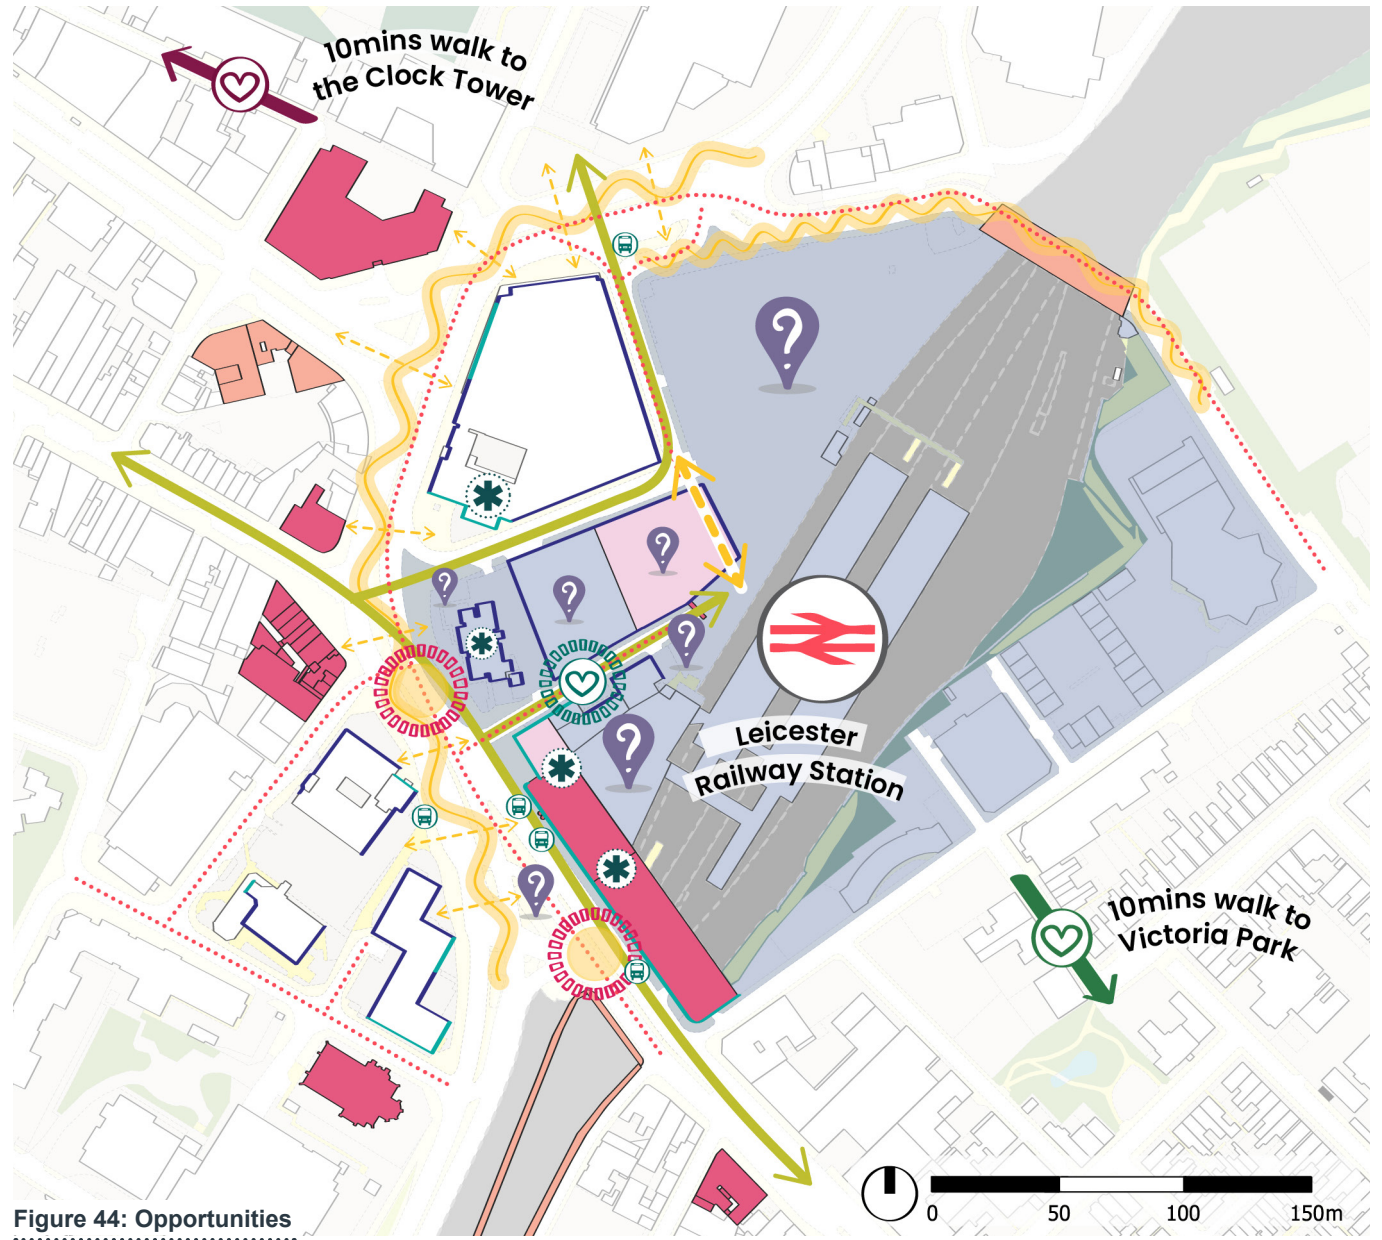 10mins walk to
the Clock Tower
?
?
?
?
?
Leicester
Railway Station
?
?
10mins walk to
Victoria Park
0 50 100 150m
Figure 44: Opportunities